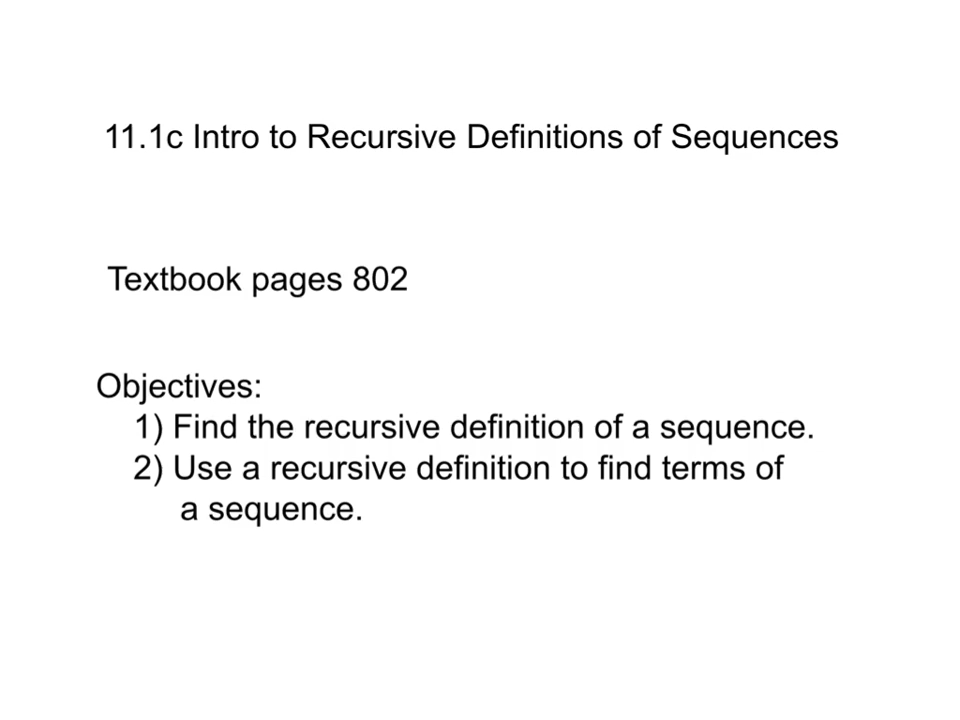 11.1c Intro to Recursive Definitions of Sequences
Textbook pages 802
Objectives:
1) Find the recursive definition of a sequence.
2) Use a recursive definition to find terms of
a sequence.